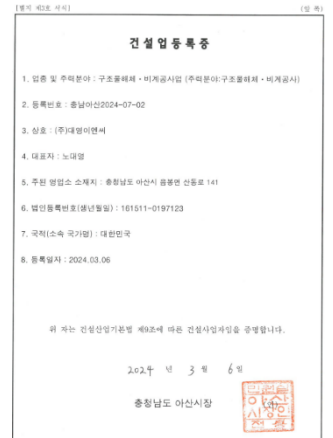 [별지 제3호 서식] (앞 쪽)
건설업등록증
1. 업종 및 주력분야 : 구조물해체・비계공사업 (주력분야:구조물해체・비계공사)
2. 등록번호 : 충남아산2024-07-02
3. 상호 : (주)대영이앤씨
4. 대표자 : 노대영
5. 주된 영업소 소재지 : 충청남도 아산시 음봉면 산동로 141
6. 법인등록번호(생년월일) : 161511-0197123
7. 국적(소속 국가명) : 대한민국
8. 등록일자 : 2024.03.06
위 자는 건설산업기본법 제9조에 따른 건설사업자임을 증명합니다.
2024 년 3 월 6 일
충청남도 아산시장